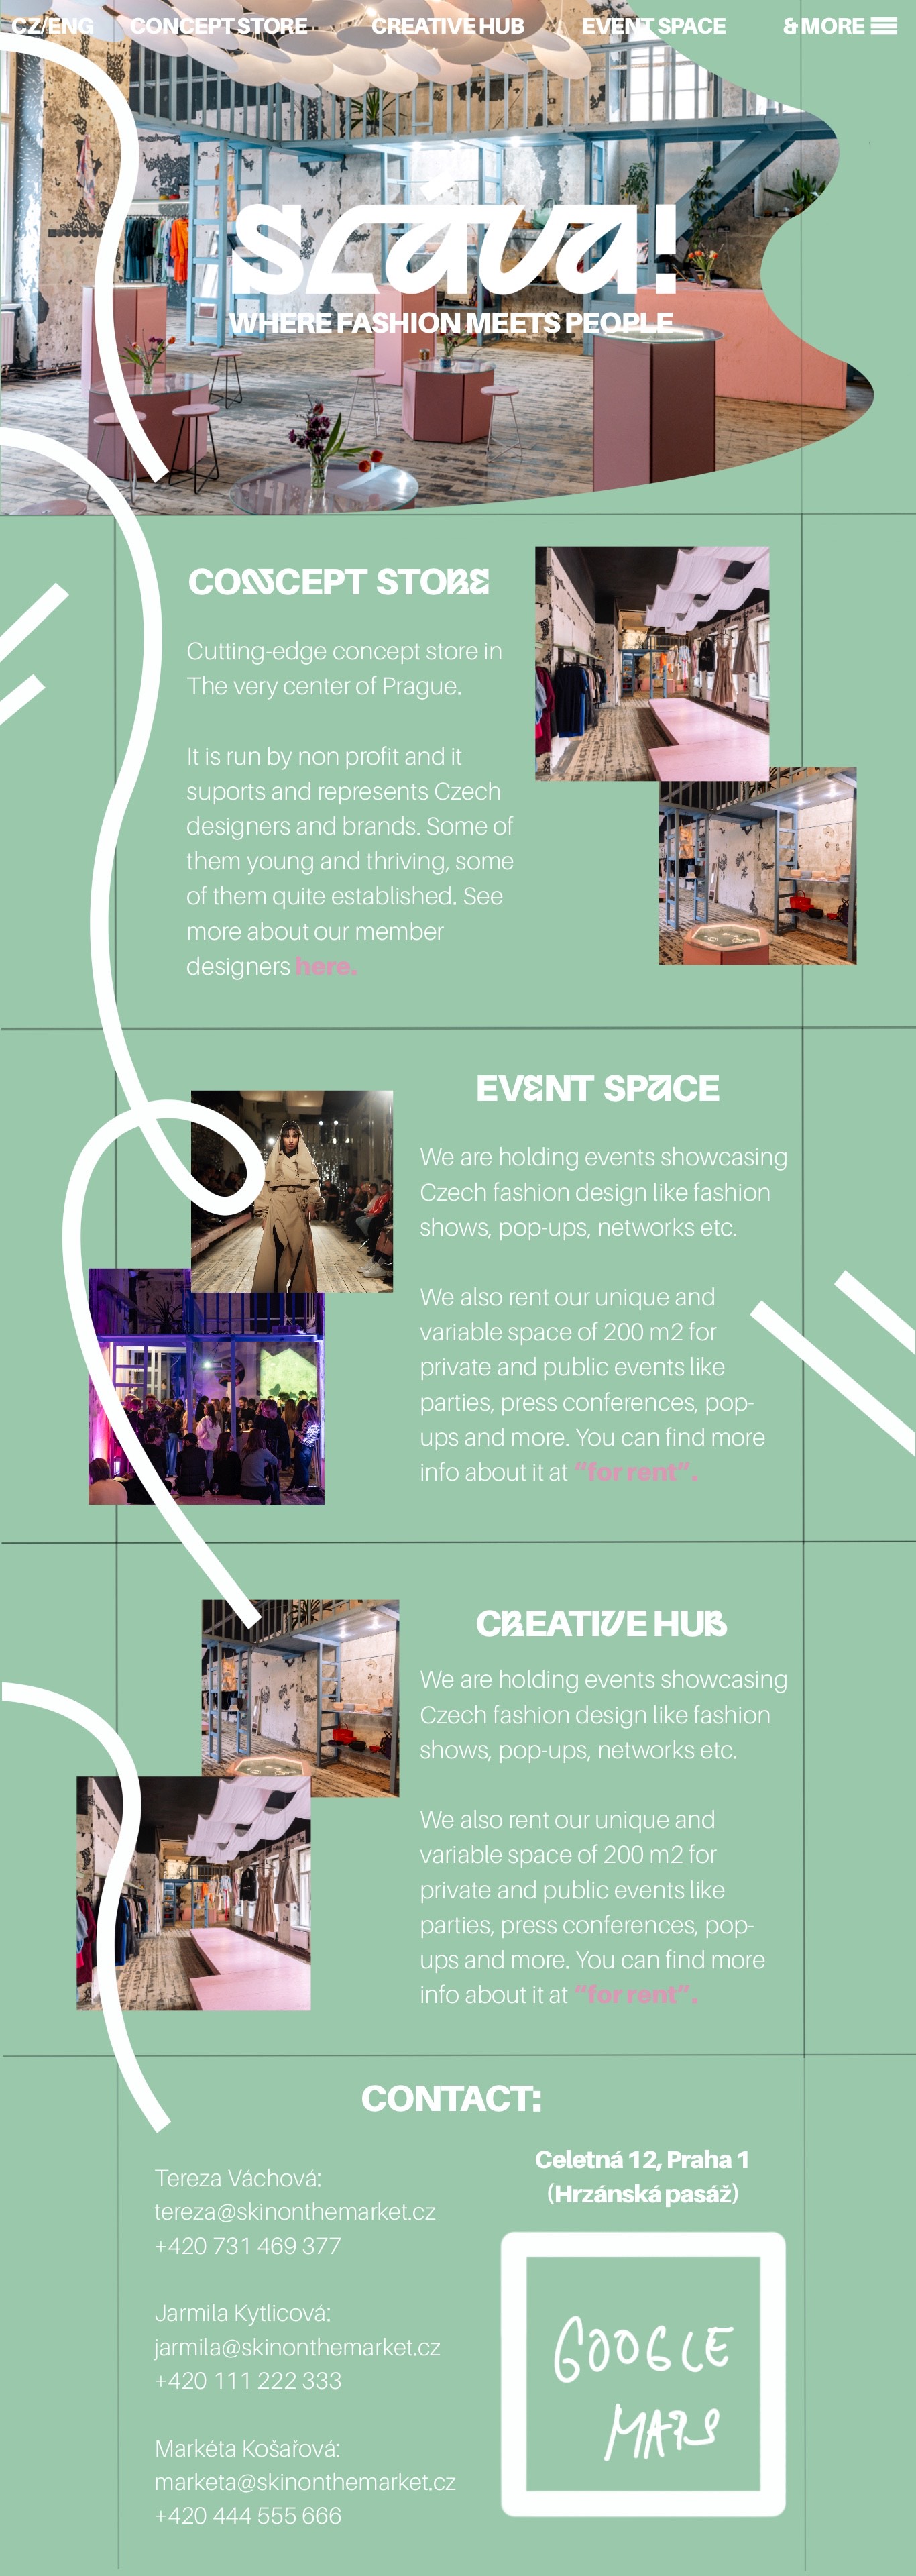 CZ/ENG CONCEPT STORE CREATIVE HUB EVENT SPACE & MORE
SLÁVA!
WHERE FASHION MEETS PEOPLE
CONCEPT STORE
Cutting-edge concept store in
The very center of Prague.
It is run by non profit and it
suports and represents Czech
designers and brands. Some of
them young and thriving, some
of them quite established. See
more about our member
designers here.
EVENT SPACE
We are holding events showcasing
Czech fashion design like fashion
shows, pop-ups, networks etc.
We also rent our unique and
variable space of 200 m2 for
private and public events like
parties, press conferences, pop-
ups and more. You can find more
info about it at “for rent”.
CREATIVE HUB
We are holding events showcasing
Czech fashion design like fashion
shows, pop-ups, networks etc.
We also rent our unique and
variable space of 200 m2 for
private and public events like
parties, press conferences, pop-
ups and more. You can find more
info about it at “for rent”.
CONTACT:
Tereza Váchová:
tereza@skinonthemarket.cz
+420 731 469 377
Jarmila Kytlicová:
jarmila@skinonthemarket.cz
+420 111 222 333
Markéta Košařová:
marketa@skinonthemarket.cz
+420 444 555 666
Celetná 12, Praha 1
(Hrzánská pasáž)
GOOGLE
MAPS